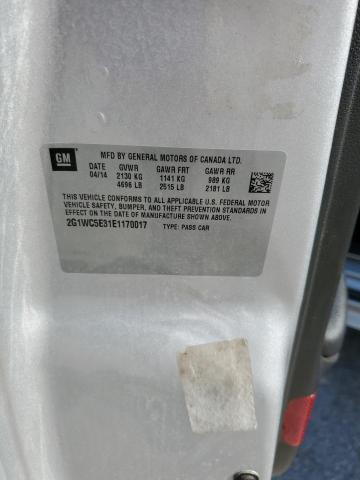 GM
MFD BY GENERAL MOTORS OF CANADA LTD.
DATE GVWR GAWR FRT GAWR RR
04/14 2130 KG 1141 KG 989 KG
4696 LB 2515 LB 2181 LB
THIS VEHICLE CONFORMS TO ALL APPLICABLE U.S. FEDERAL MOTOR
VEHICLE SAFETY, BUMPER, AND THEFT PREVENTION STANDARDS IN
EFFECT ON THE DATE OF MANUFACTURE SHOWN ABOVE.
2G1WC5E31E1170017 TYPE: PASS CAR